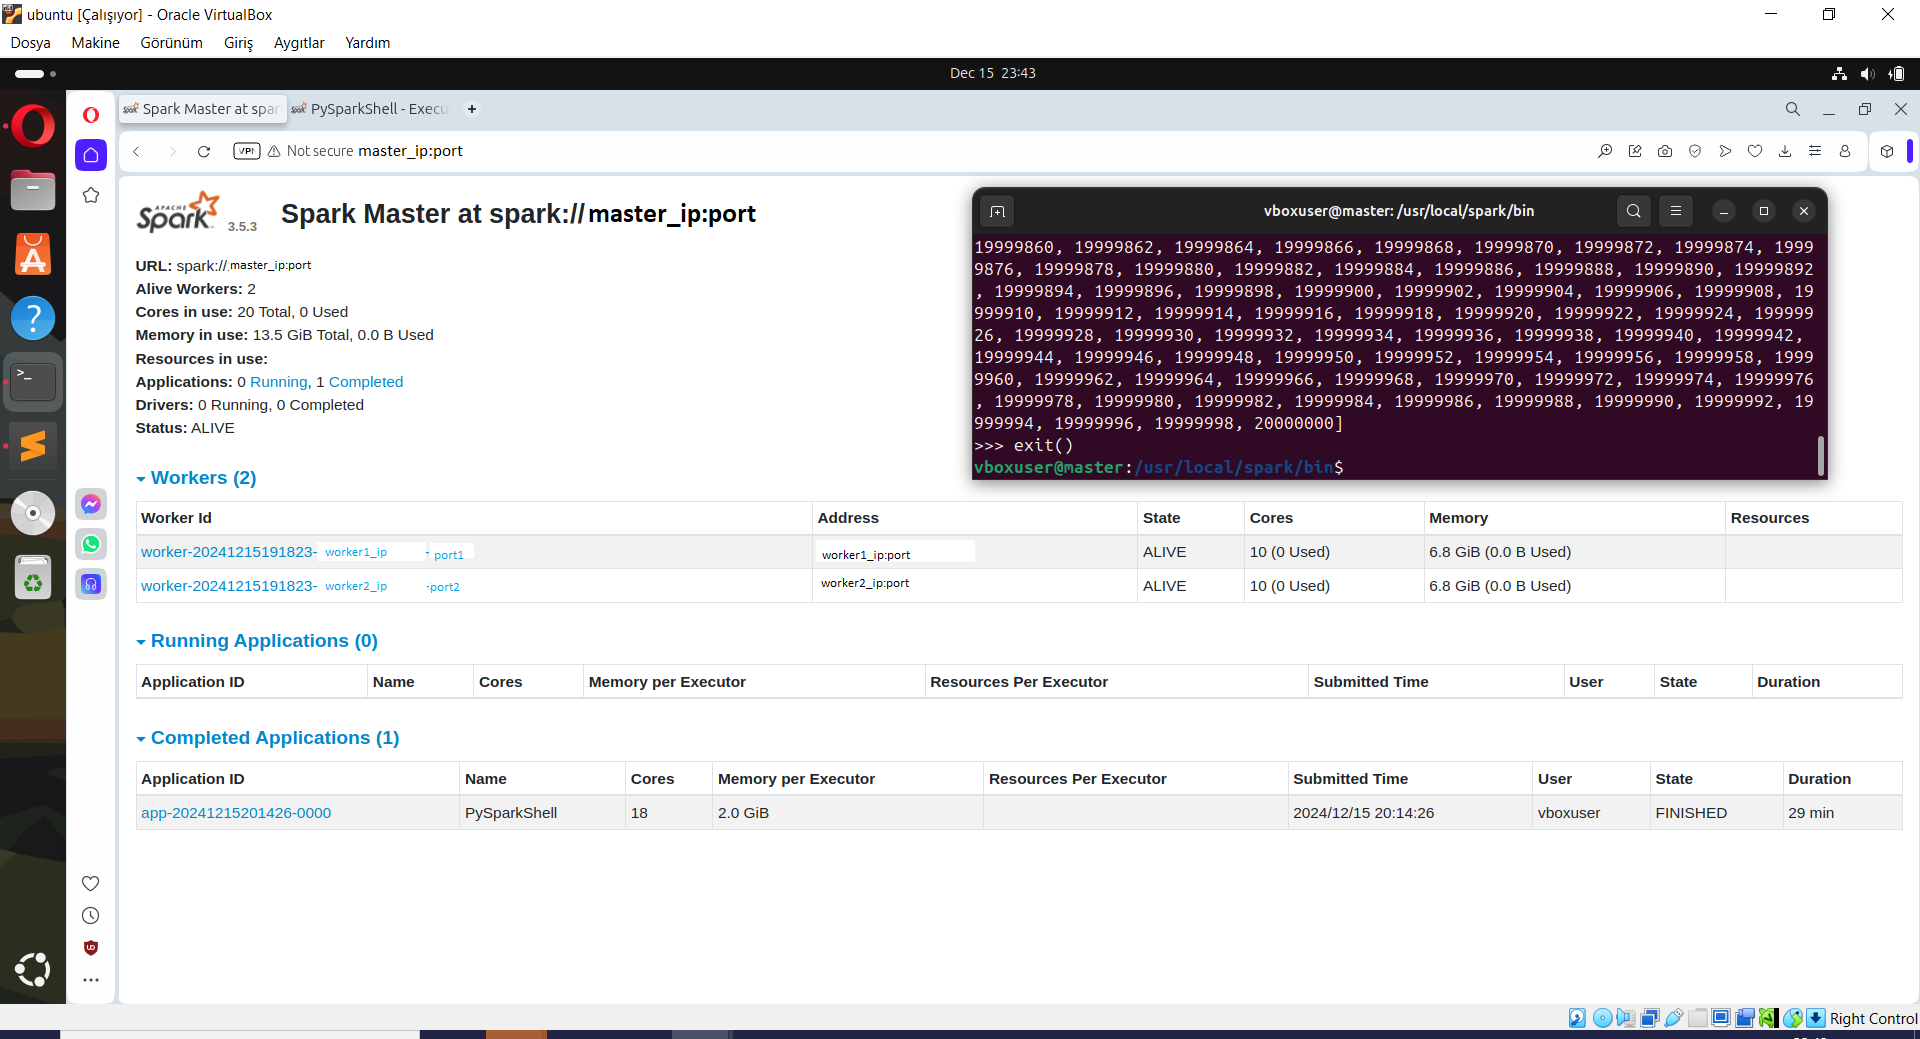 ubuntu [Çalışıyor] - Oracle VirtualBox
Dosya Makine Görünüm Giriş Aygıtlar Yardım
Dec 15 23:43
Spark Master at spar
PySparkShell - Execu
VPN Not secure master_ip:port
APACHE Spark 3.5.3
Spark Master at spark://master_ip:port
URL: spark://master_ip:port
Alive Workers: 2
Cores in use: 20 Total, 0 Used
Memory in use: 13.5 GiB Total, 0.0 B Used
Resources in use:
Applications: 0 Running, 1 Completed
Drivers: 0 Running, 0 Completed
Status: ALIVE
vboxuser@master: /usr/local/spark/bin
19999860, 19999862, 19999864, 19999866, 19999868, 19999870, 19999872, 19999874, 1999
9876, 19999878, 19999880, 19999882, 19999884, 19999886, 19999888, 19999890, 19999892
, 19999894, 19999896, 19999898, 19999900, 19999902, 19999904, 19999906, 19999908, 19
999910, 19999912, 19999914, 19999916, 19999918, 19999920, 19999922, 19999924, 199999
26, 19999928, 19999930, 19999932, 19999934, 19999936, 19999938, 19999940, 19999942,
19999944, 19999946, 19999948, 19999950, 19999952, 19999954, 19999956, 19999958, 1999
9960, 19999962, 19999964, 19999966, 19999968, 19999970, 19999972, 19999974, 19999976
, 19999978, 19999980, 19999982, 19999984, 19999986, 19999988, 19999990, 19999992, 19
999994, 19999996, 19999998, 20000000]
>>> exit()
vboxuser@master:/usr/local/spark/bin$
Workers (2)
Worker Id Address State Cores Memory Resources
worker-20241215191823- worker1_ip - port1 worker1_ip:port ALIVE 10 (0 Used) 6.8 GiB (0.0 B Used)
worker-20241215191823- worker2_ip -port2 worker2_ip:port ALIVE 10 (0 Used) 6.8 GiB (0.0 B Used)
Running Applications (0)
Application ID Name Cores Memory per Executor Resources Per Executor Submitted Time User State Duration
Completed Applications (1)
Application ID Name Cores Memory per Executor Resources Per Executor Submitted Time User State Duration
app-20241215201426-0000 PySparkShell 18 2.0 GiB 2024/12/15 20:14:26 vboxuser FINISHED 29 min
Right Control